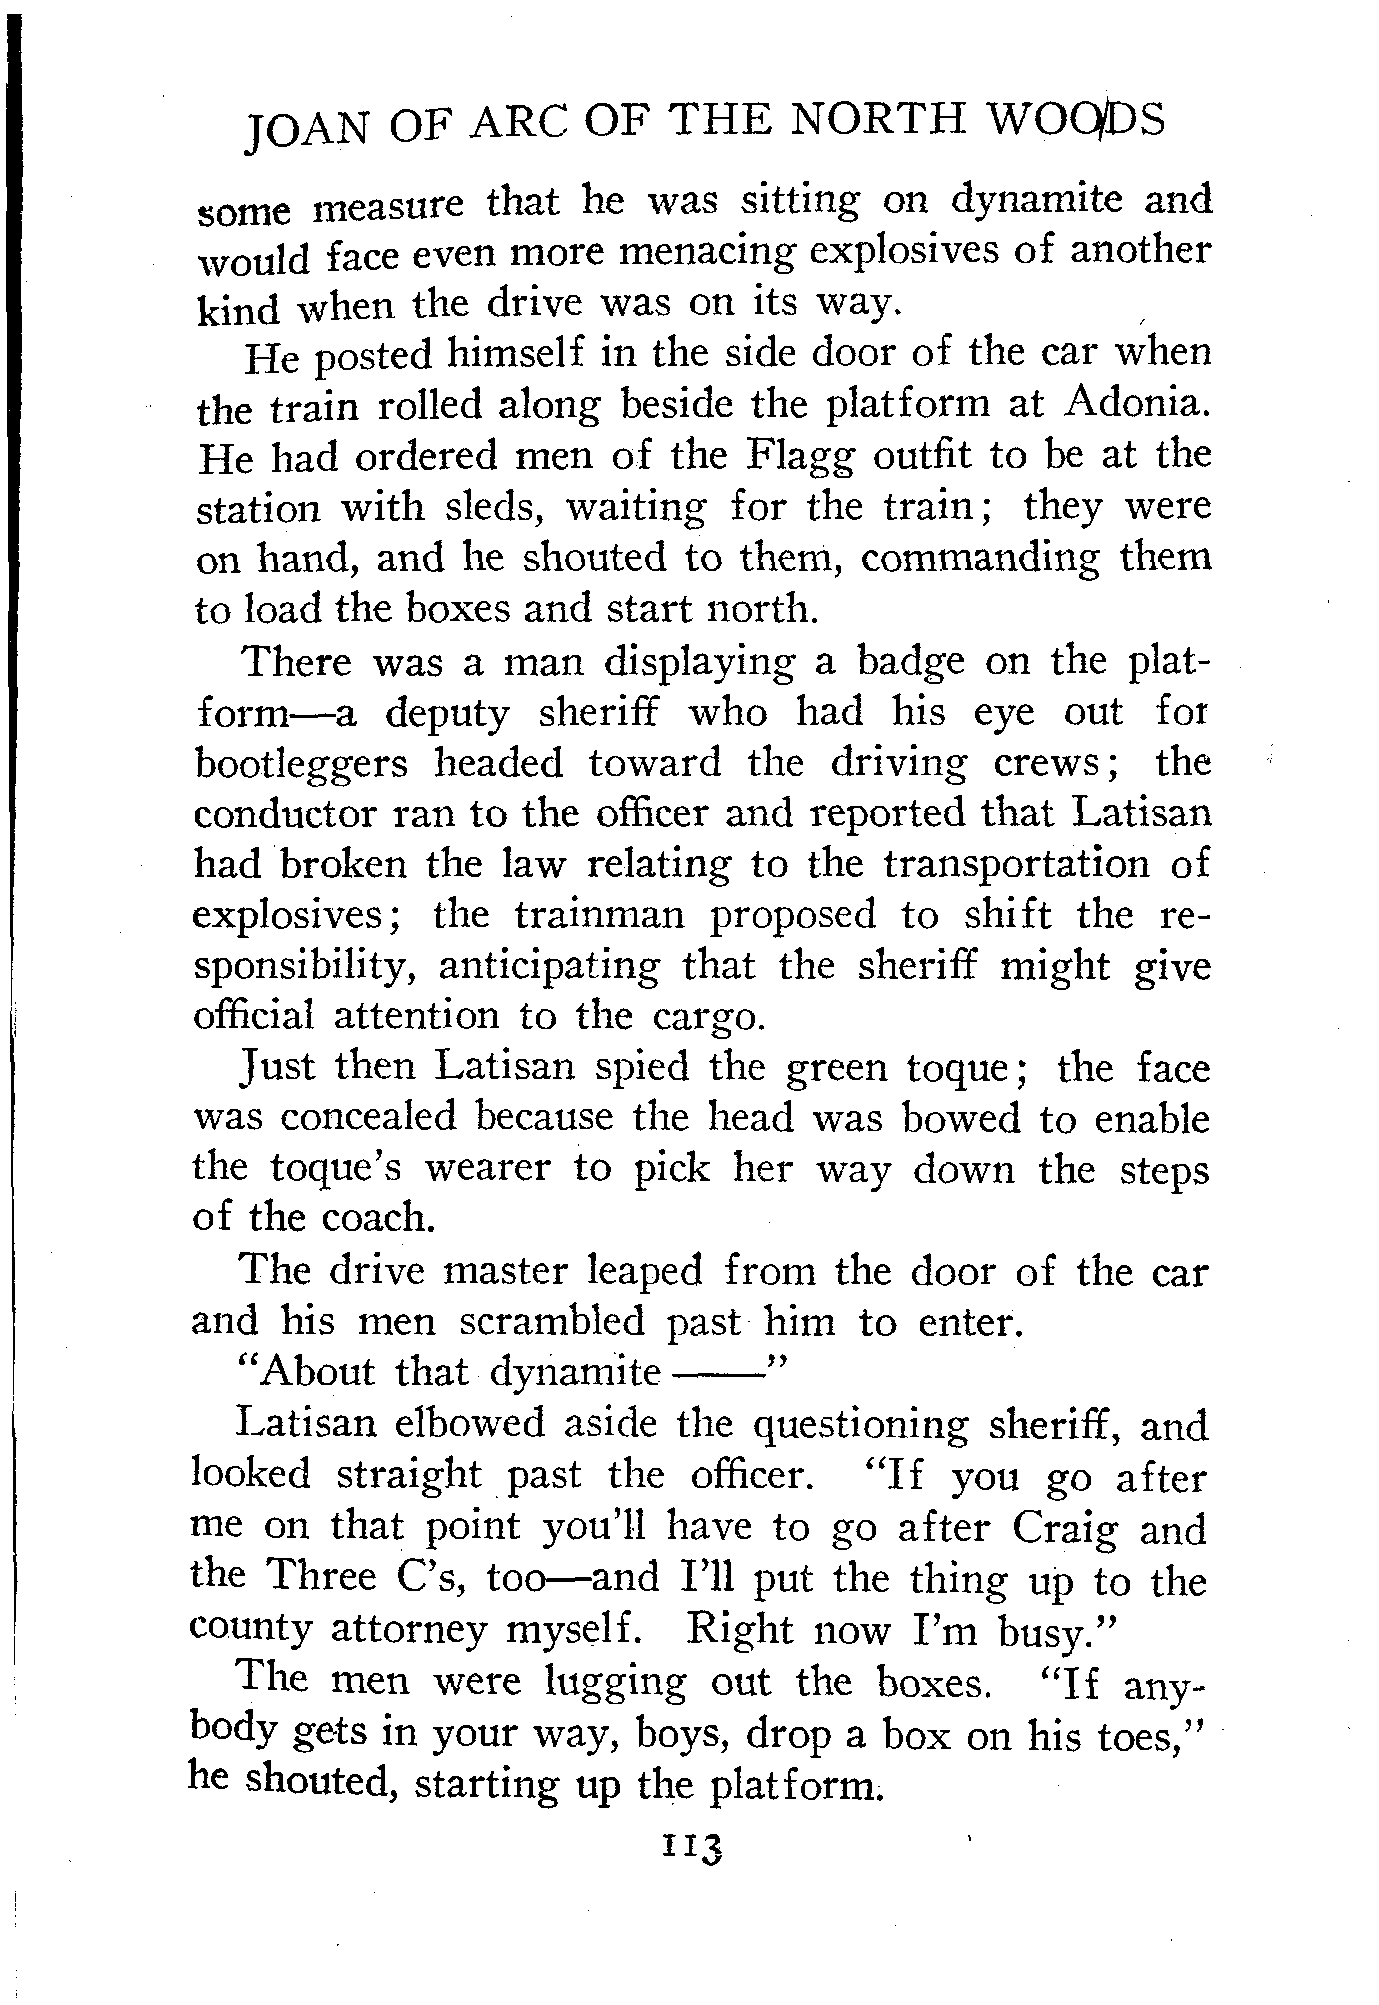 JOAN OF ARC OF THE NORTH WOODS
some measure that he was sitting on dynamite and
would face even more menacing explosives of another
kind when the drive was on its way.
He posted himself in the side door of the car when
the train rolled along beside the platform at Adonia.
He had ordered men of the Flagg outfit to be at the
station with sleds, waiting for the train; they were
on hand, and he shouted to them, commanding them
to load the boxes and start north.
There was a man displaying a badge on the plat-
form—a deputy sheriff who had his eye out for
bootleggers headed toward the driving crews; the
conductor ran to the officer and reported that Latisan
had broken the law relating to the transportation of
explosives; the trainman proposed to shift the re-
sponsibility, anticipating that the sheriff might give
official attention to the cargo.
Just then Latisan spied the green toque; the face
was concealed because the head was bowed to enable
the toque's wearer to pick her way down the steps
of the coach.
The drive master leaped from the door of the car
and his men scrambled past him to enter.
"About that dynamite ——"
Latisan elbowed aside the questioning sheriff, and
looked straight past the officer. "If you go after
me on that point you'll have to go after Craig and
the Three C's, too—and I'll put the thing up to the
county attorney myself. Right now I'm busy."
The men were lugging out the boxes. "If any-
body gets in your way, boys, drop a box on his toes,"
he shouted, starting up the platform.
113